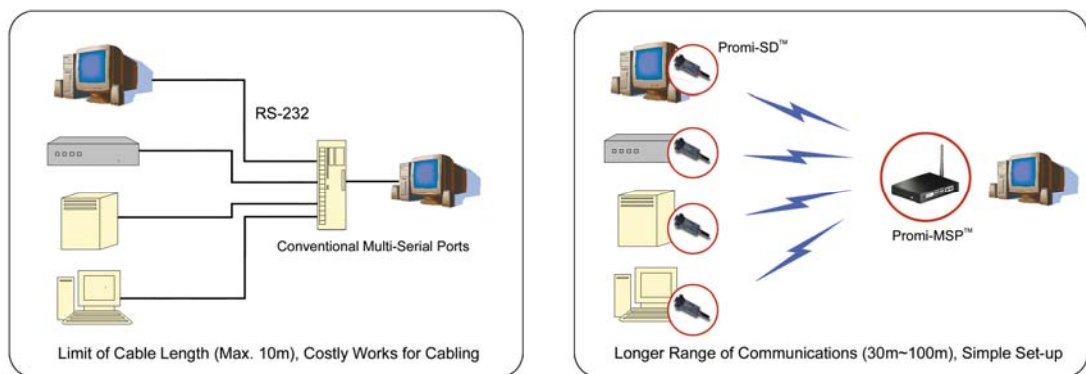 RS-232
Conventional Multi-Serial Ports
Limit of Cable Length (Max. 10m), Costly Works for Cabling
Promi-SD™
Promi-MSP™
Longer Range of Communications (30m~100m), Simple Set-up